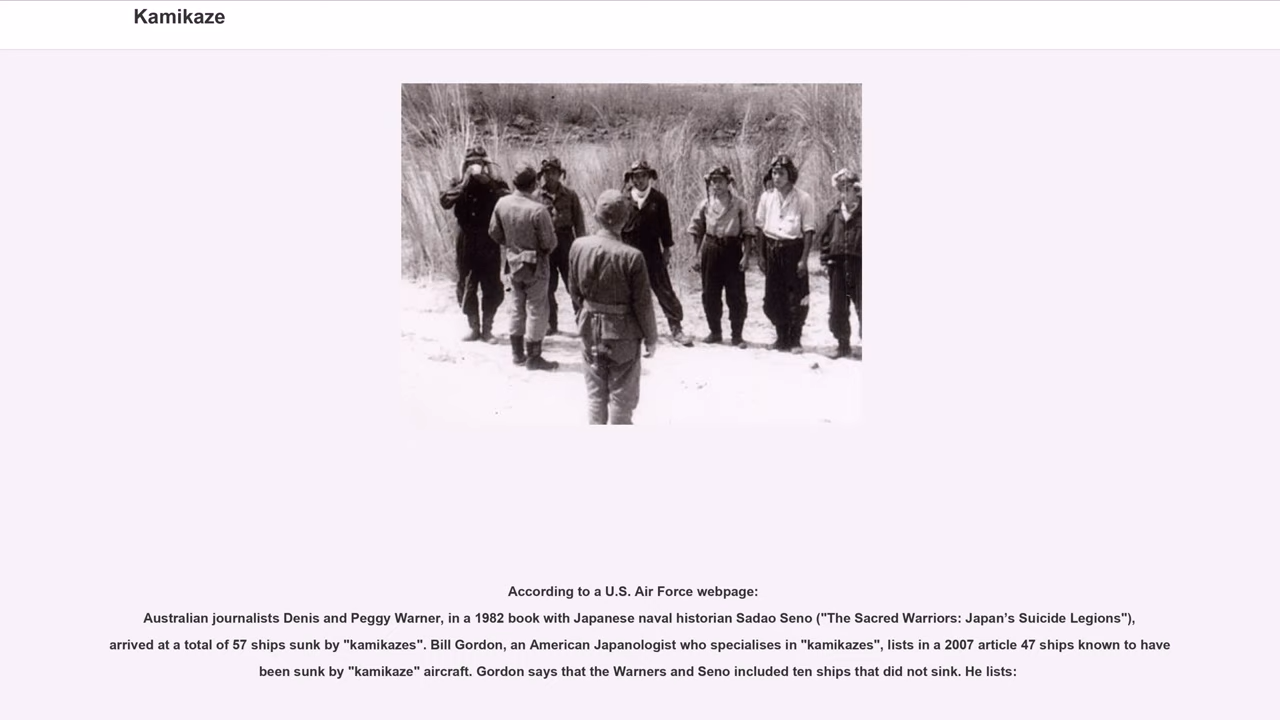 Kamikaze
According to a U.S. Air Force webpage:
Australian journalists Denis and Peggy Warner, in a 1982 book with Japanese naval historian Sadao Seno ("The Sacred Warriors: Japan’s Suicide Legions"),
arrived at a total of 57 ships sunk by "kamikazes". Bill Gordon, an American Japanologist who specialises in "kamikazes", lists in a 2007 article 47 ships known to have
been sunk by "kamikaze" aircraft. Gordon says that the Warners and Seno included ten ships that did not sink. He lists: